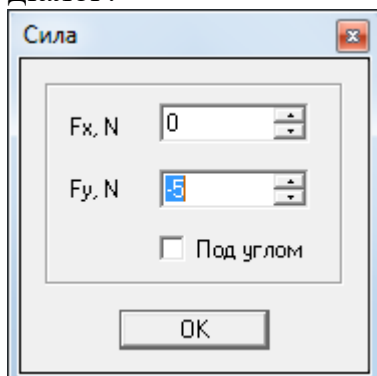 Сила
Fx, N 0
Fy, N -5
Под углом
OK